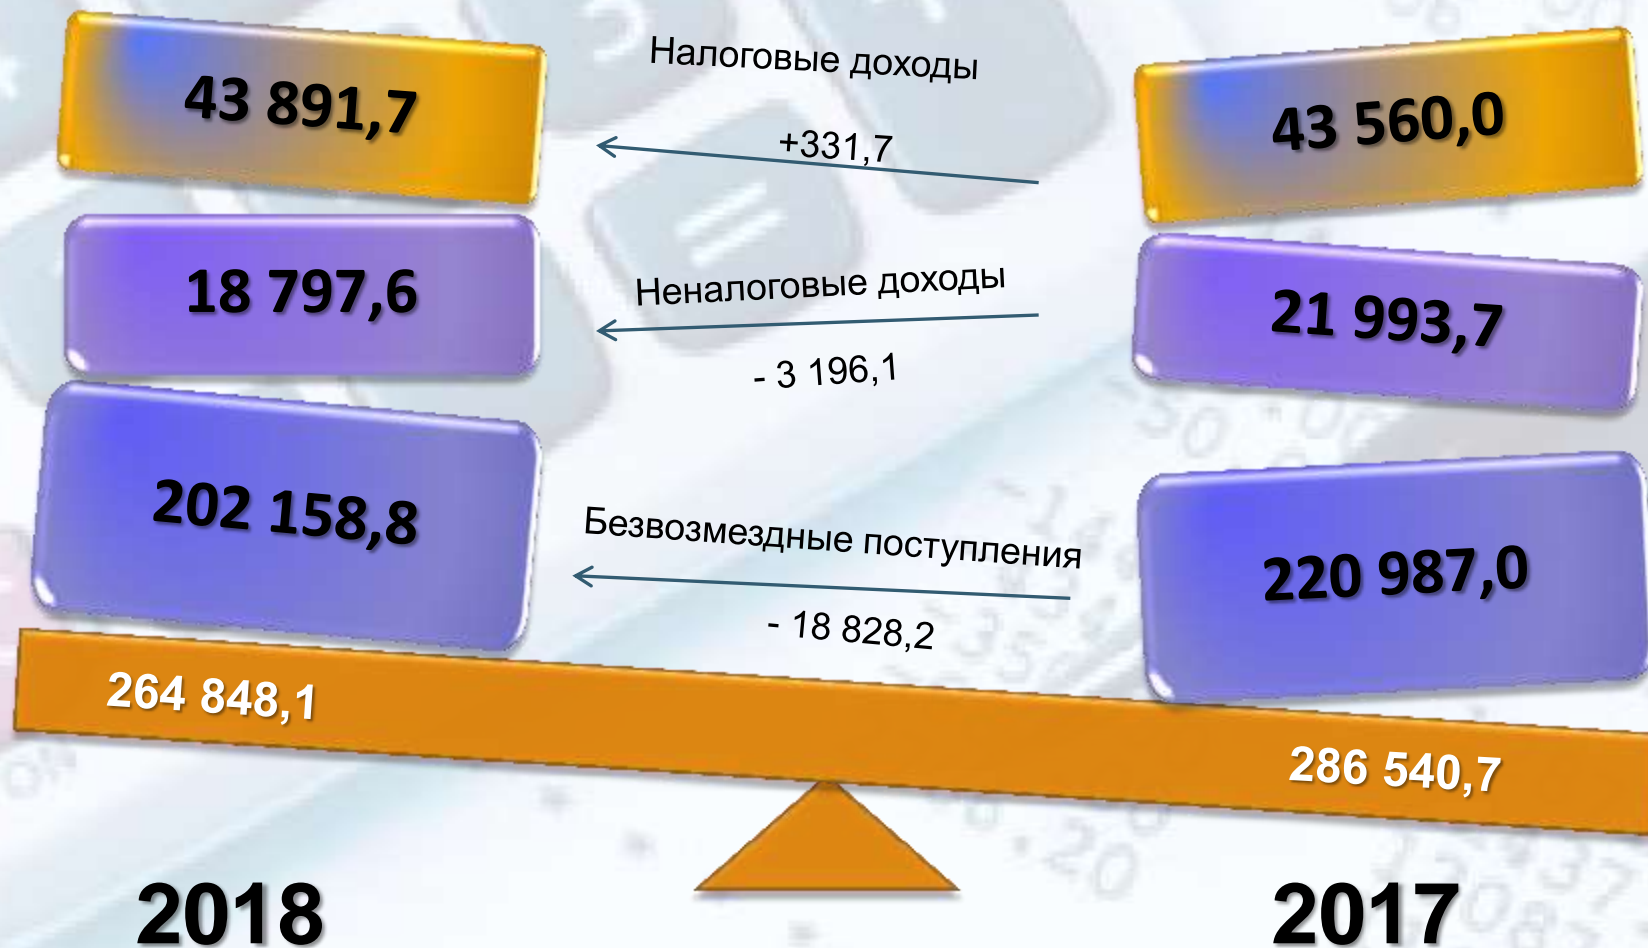 43 891,7
Налоговые доходы
+331,7
43 560,0
18 797,6
Неналоговые доходы
- 3 196,1
21 993,7
202 158,8
Безвозмездные поступления
- 18 828,2
220 987,0
264 848,1
286 540,7
2018
2017